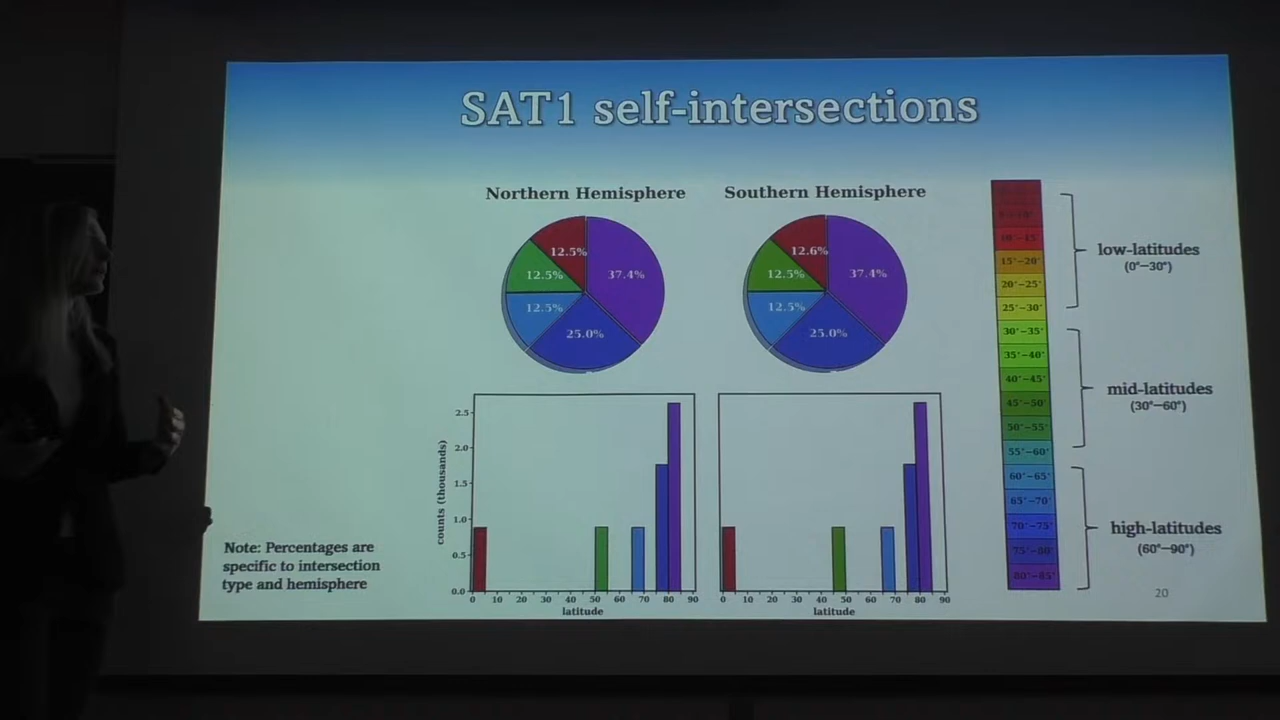 SAT1 self-intersections
Northern Hemisphere
Southern Hemisphere
12.5%
37.4%
12.5%
12.5%
25.0%
12.6%
37.4%
12.5%
12.5%
25.0%
counts (thousands)
2.5
2.0
1.5
1.0
0.5
0.0
0 10 20 30 40 50 60 70 80 90
latitude
0 10 20 30 40 50 60 70 80 90
latitude
10°−15°
15°−20°
20°−25°
25°−30°
30°−35°
35°−40°
40°−45°
45°−50°
50°−55°
55°−60°
60°−65°
65°−70°
70°−75°
75°−80°
80°−85°
low-latitudes
(0°−30°)
mid-latitudes
(30°−60°)
high-latitudes
(60°−90°)
Note: Percentages are
specific to intersection
type and hemisphere
20